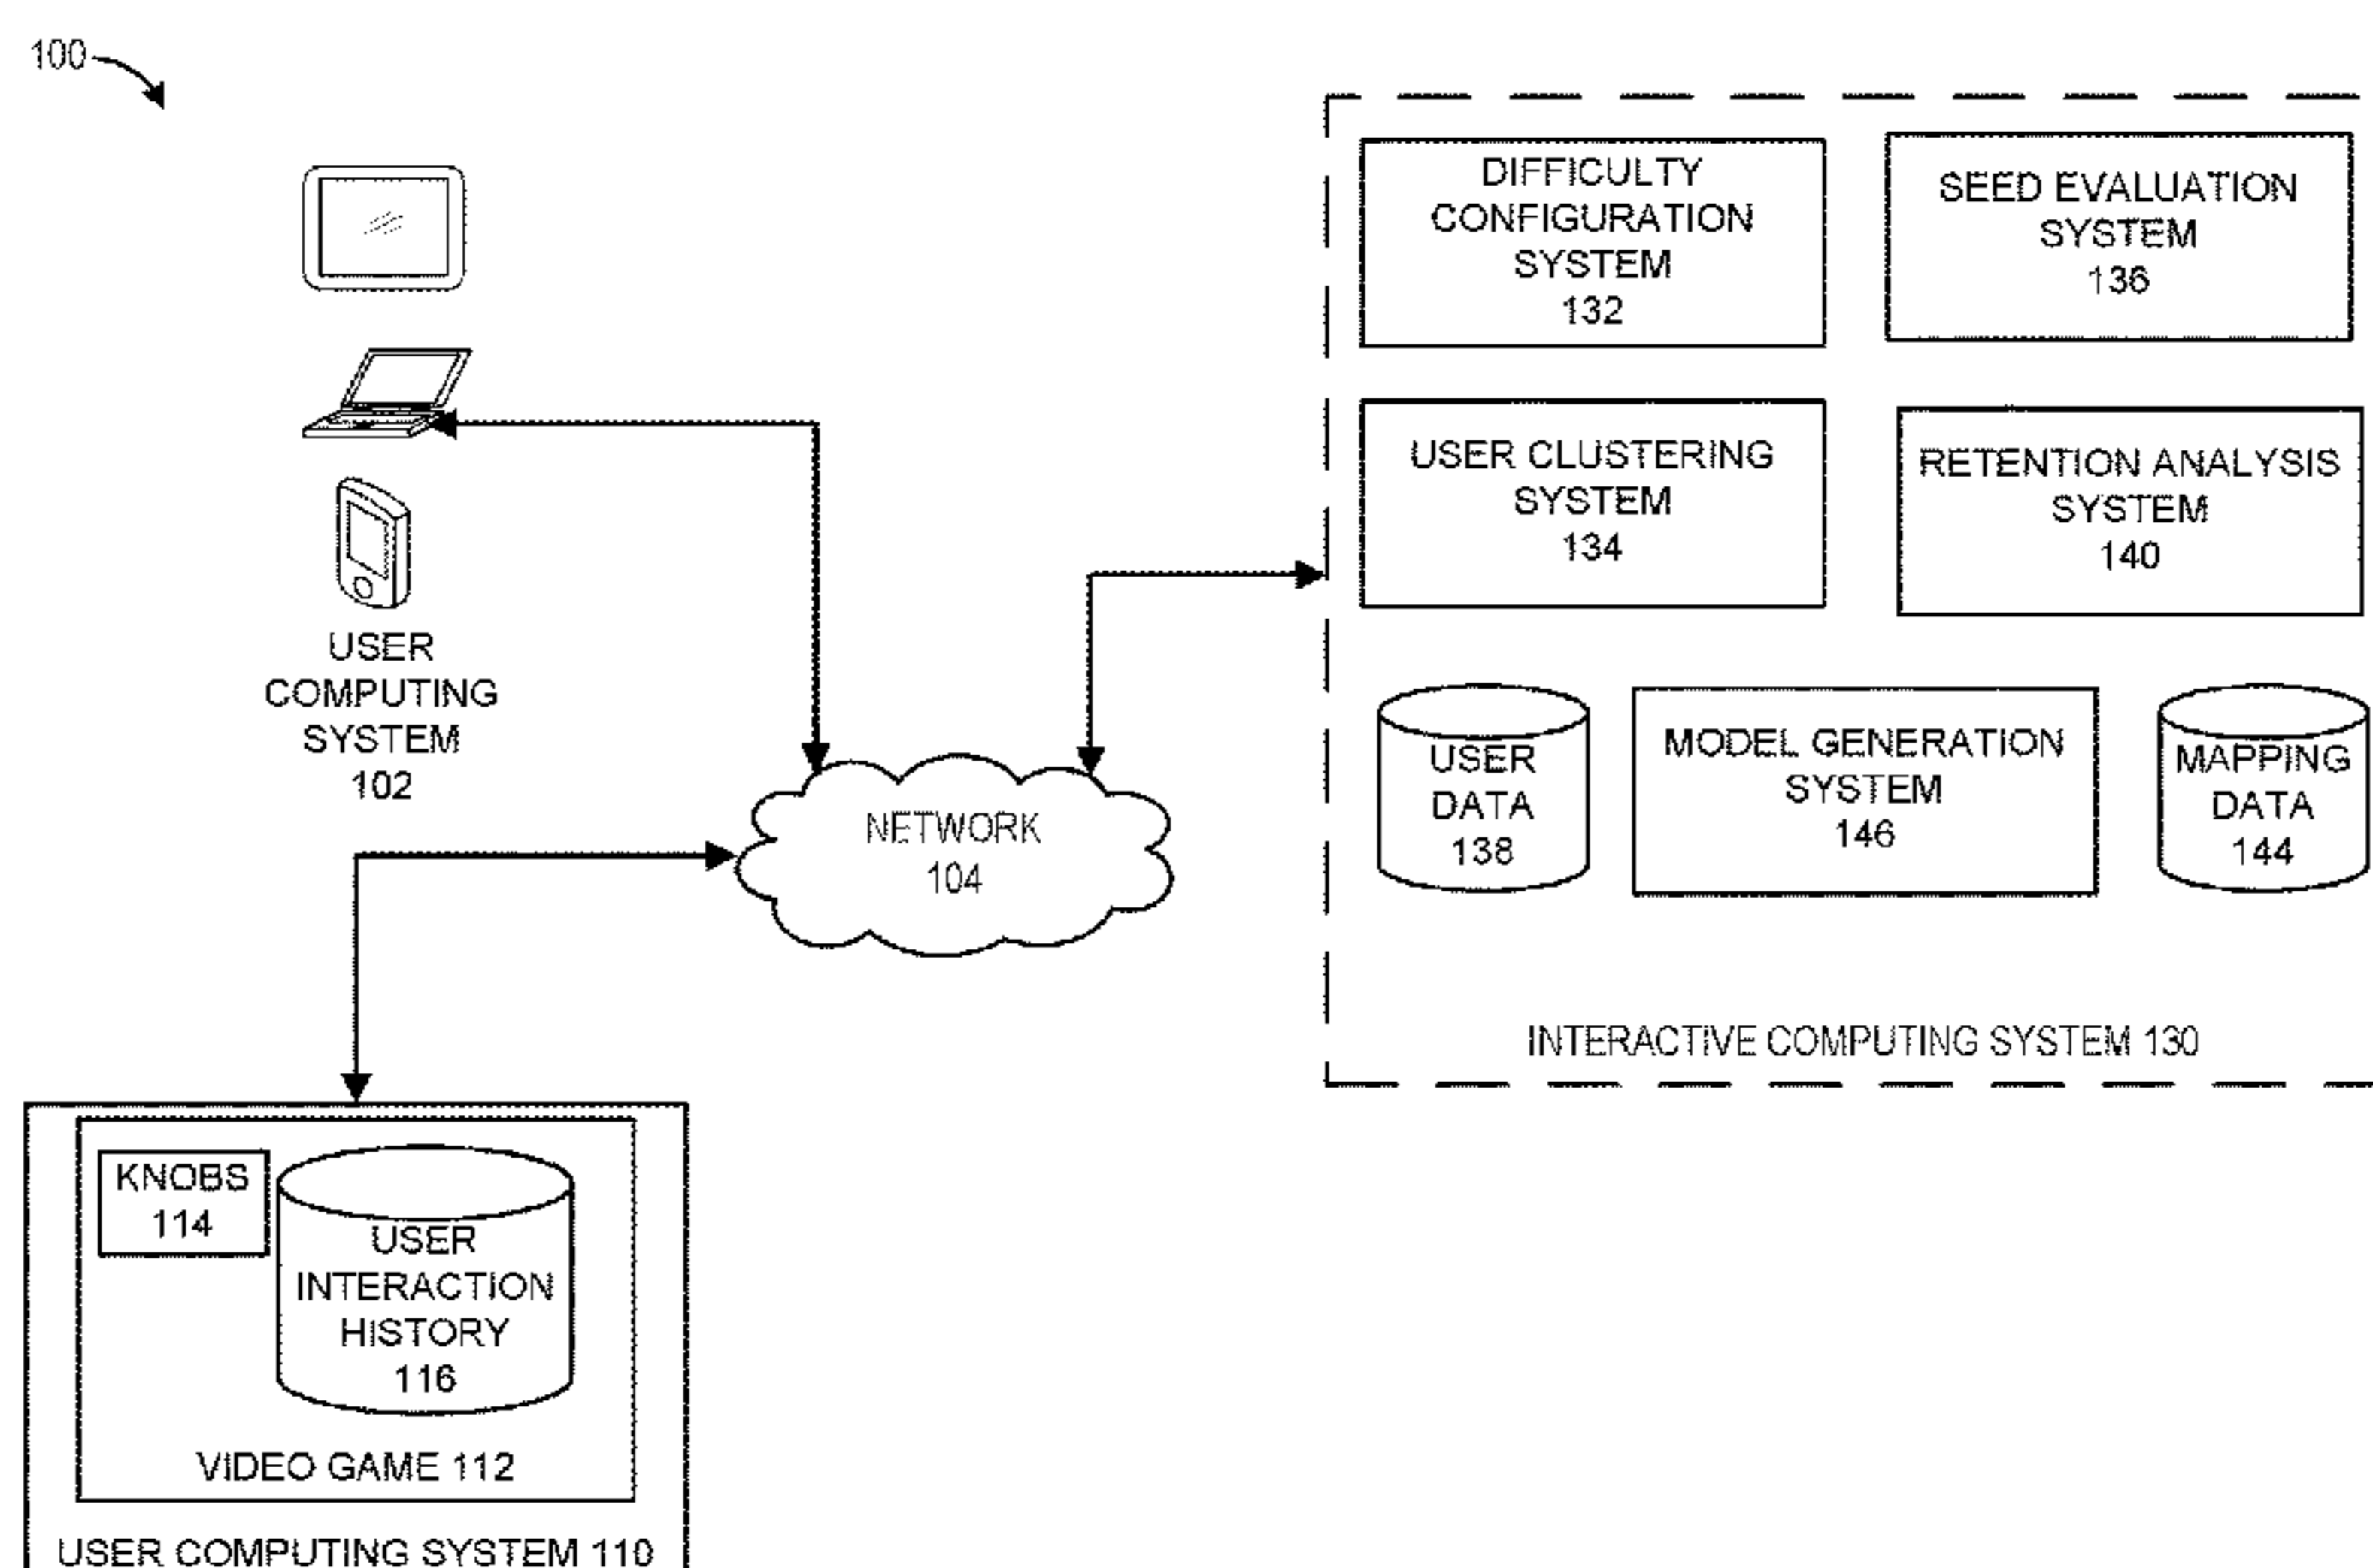 100
DIFFICULTY
CONFIGURATION
SYSTEM
132
SEED EVALUATION
SYSTEM
136
USER CLUSTERING
SYSTEM
134
RETENTION ANALYSIS
SYSTEM
140
USER
COMPUTING
SYSTEM
102
USER
DATA
138
MODEL GENERATION
SYSTEM
146
MAPPING
DATA
144
NETWORK
104
INTERACTIVE COMPUTING SYSTEM 130
KNOBS
114
USER
INTERACTION
HISTORY
116
VIDEO GAME 112
USER COMPUTING SYSTEM 110